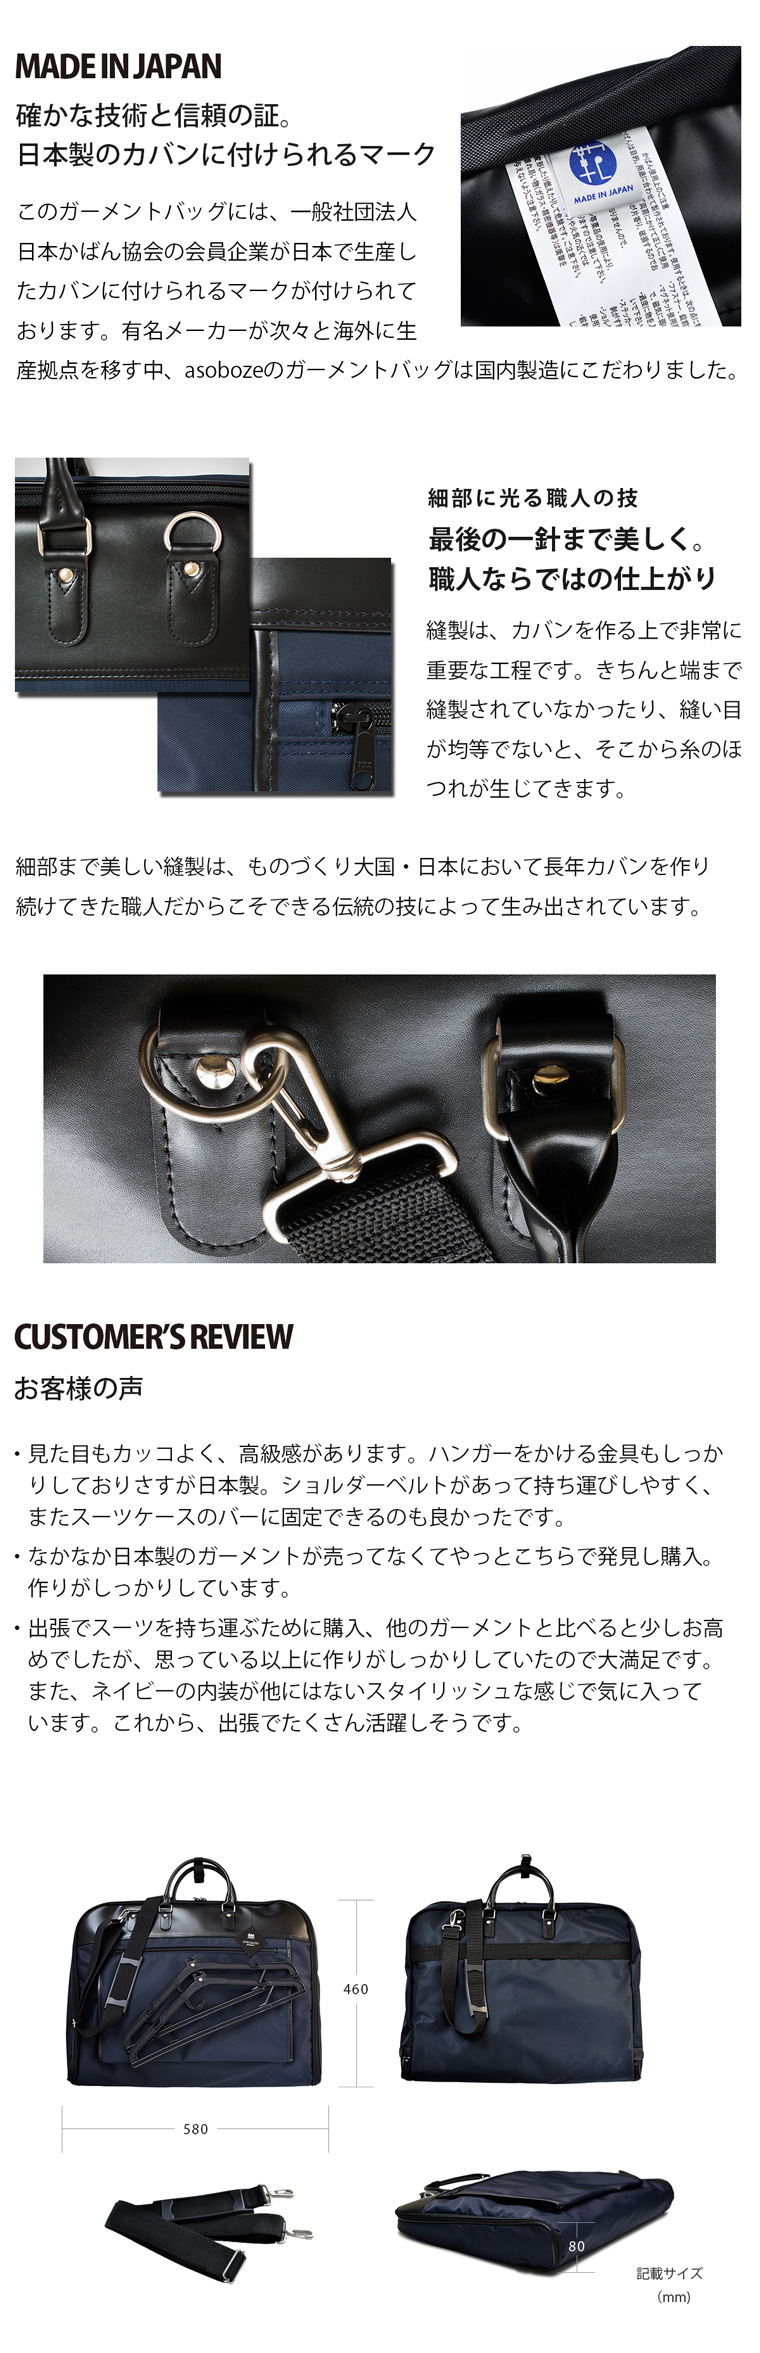 MADE IN JAPAN
確かな技術と信頼の証。
日本製のカバンに付けられるマーク
このガーメントバッグには、一般社団法人
日本かばん協会の会員企業が日本で生産し
たカバンに付けられるマークが付けられて
おります。有名メーカーが次々と海外に生
産拠点を移す中、asobozeのガーメントバッグは国内製造にこだわりました。
MADE IN JAPAN
細部に光る職人の技
最後の一針まで美しく。
職人ならではの仕上がり
縫製は、カバンを作る上で非常に
重要な工程です。きちんと端まで
縫製されていなかったり、縫い目
が均等でないと、そこから糸のほ
つれが生じてきます。
細部まで美しい縫製は、ものづくり大国・日本において長年カバンを作り
続けてきた職人だからこそできる伝統の技によって生み出されています。
CUSTOMER'S REVIEW
お客様の声
・見た目もカッコよく、高級感があります。ハンガーをかける金具もしっか
りしておりさすが日本製。ショルダーベルトがあって持ち運びしやすく、
またスーツケースのバーに固定できるのも良かったです。
・なかなか日本製のガーメントが売ってなくてやっとこちらで発見し購入。
作りがしっかりしています。
・出張でスーツを持ち運ぶために購入、他のガーメントと比べると少しお高
めでしたが、思っている以上に作りがしっかりしていたので大満足です。
また、ネイビーの内装が他にはないスタイリッシュな感じで気に入って
います。これから、出張でたくさん活躍しそうです。
460
580
80
記載サイズ
（mm）